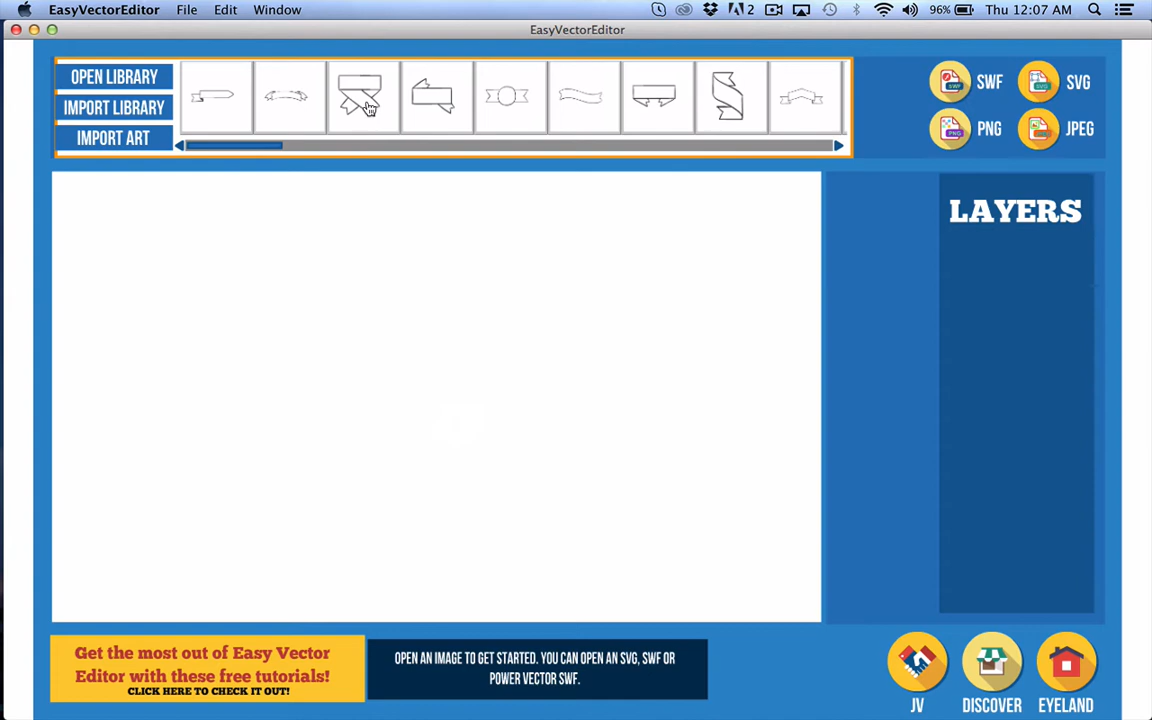 EasyVectorEditor File Edit Window 2 96% Thu 12:07 AM
EasyVectorEditor
OPEN LIBRARY
IMPORT LIBRARY
IMPORT ART
SWF
SVG
PNG
JPEG
LAYERS
Get the most out of Easy Vector
Editor with these free tutorials!
CLICK HERE TO CHECK IT OUT!
OPEN AN IMAGE TO GET STARTED. YOU CAN OPEN AN SVG, SWF OR
POWER VECTOR SWF.
JV
DISCOVER
EYELAND